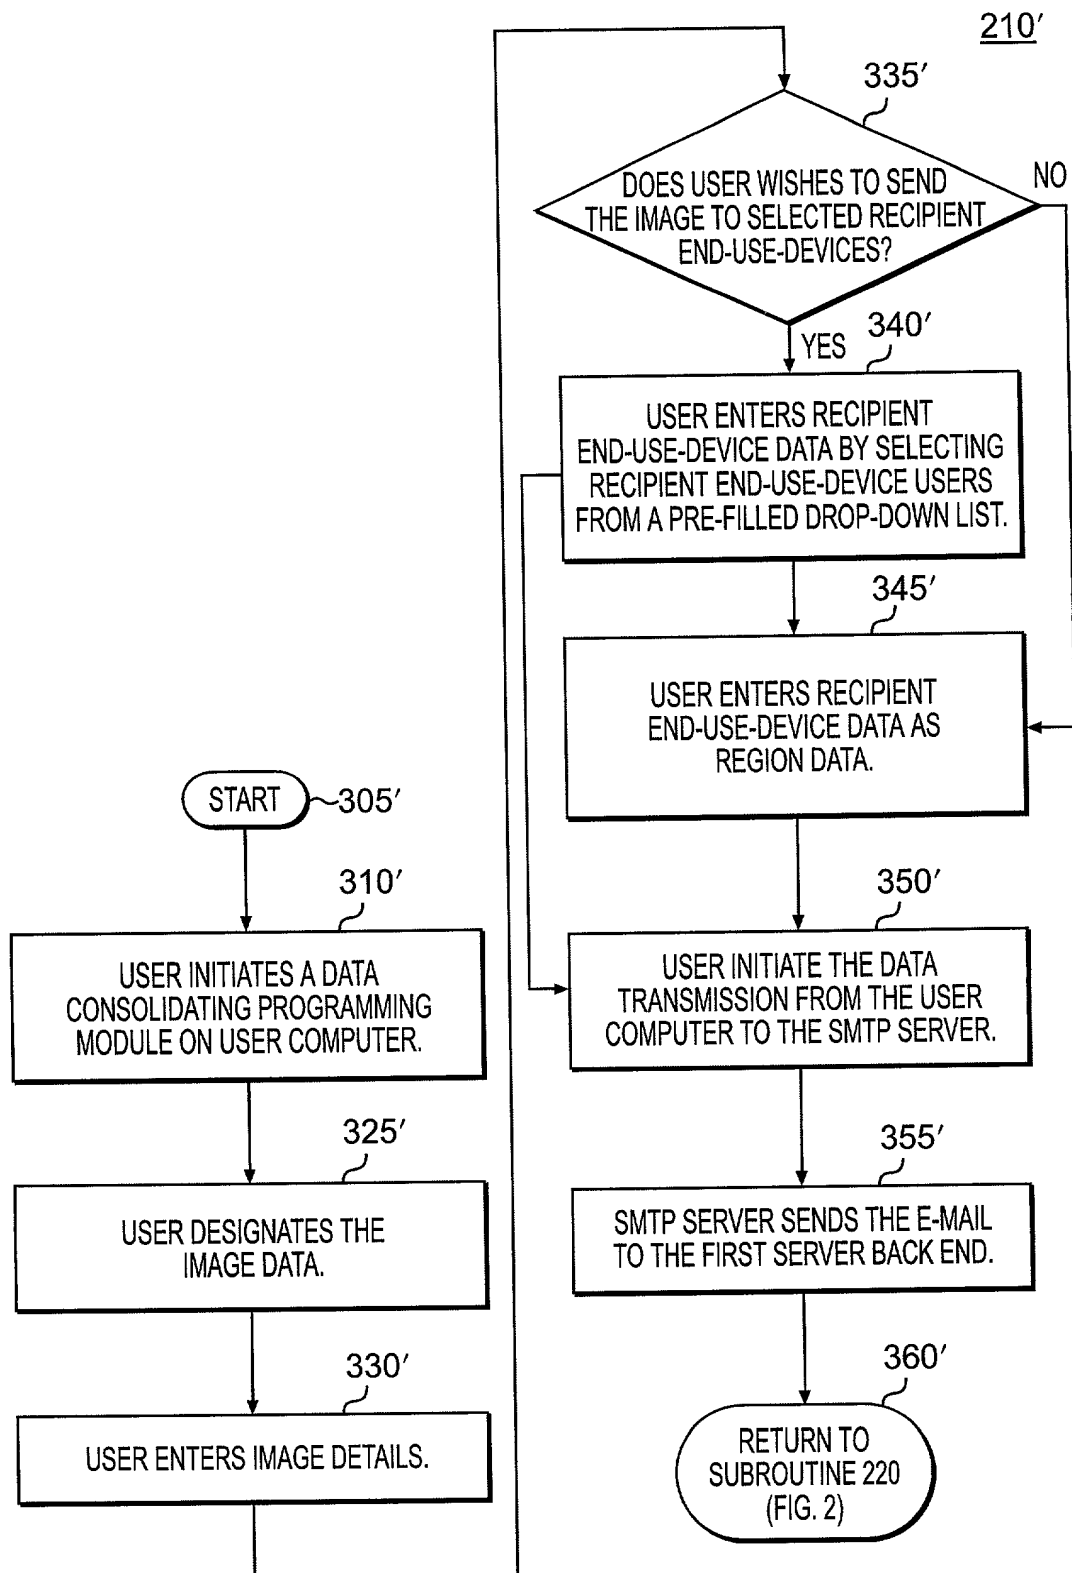 210′
START
305′
310′
USER INITIATES A DATA
CONSOLIDATING PROGRAMMING
MODULE ON USER COMPUTER.
325′
USER DESIGNATES THE
IMAGE DATA.
330′
USER ENTERS IMAGE DETAILS.
335′
DOES USER WISHES TO SEND
THE IMAGE TO SELECTED RECIPIENT
END-USE-DEVICES?
NO
YES
340′
USER ENTERS RECIPIENT
END-USE-DEVICE DATA BY SELECTING
RECIPIENT END-USE-DEVICE USERS
FROM A PRE-FILLED DROP-DOWN LIST.
345′
USER ENTERS RECIPIENT
END-USE-DEVICE DATA AS
REGION DATA.
350′
USER INITIATE THE DATA
TRANSMISSION FROM THE USER
COMPUTER TO THE SMTP SERVER.
355′
SMTP SERVER SENDS THE E-MAIL
TO THE FIRST SERVER BACK END.
360′
RETURN TO
SUBROUTINE 220
(FIG. 2)